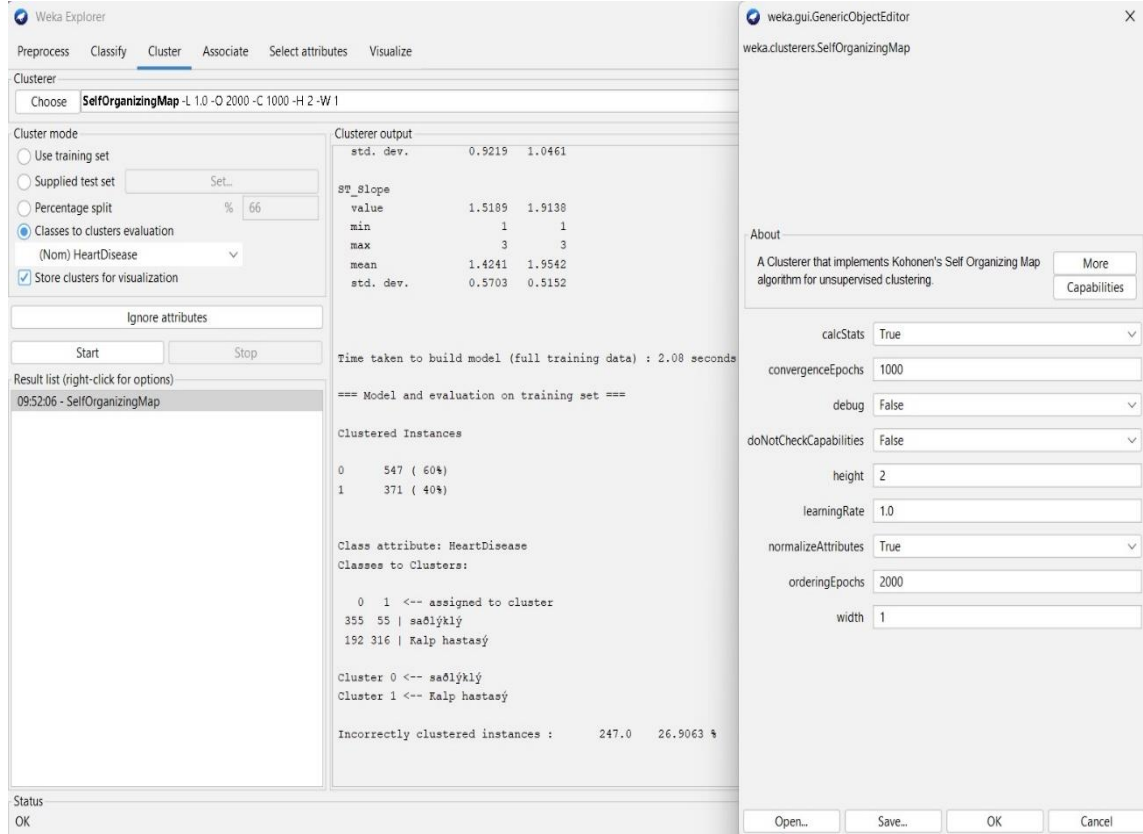 Weka Explorer
Preprocess Classify Cluster Associate Select attributes Visualize
Clusterer
Choose SelfOrganizingMap -L 1.0 -O 2000 -C 1000 -H 2 -W 1
Cluster mode
Use training set
Supplied test set Set...
Percentage split % 66
Classes to clusters evaluation
(Nom) HeartDisease
Store clusters for visualization
Ignore attributes
Start Stop
Result list (right-click for options)
09:52:06 - SelfOrganizingMap
Clusterer output
std. dev. 0.9219 1.0461
ST_Slope
value 1.5189 1.9138
min 1 1
max 3 3
mean 1.4241 1.9542
std. dev. 0.5703 0.5152
Time taken to build model (full training data) : 2.08 seconds
=== Model and evaluation on training set ===
Clustered Instances
0 547 ( 60%)
1 371 ( 40%)
Class attribute: HeartDisease
Classes to Clusters:
0 1 <-- assigned to cluster
355 55 | saðlýklý
192 316 | Kalp hastasý
Cluster 0 <-- saðlýklý
Cluster 1 <-- Kalp hastasý
Incorrectly clustered instances : 247.0 26.9063 %
Status
OK
weka.gui.GenericObjectEditor X
weka.clusterers.SelfOrganizingMap
About
A Clusterer that implements Kohonen's Self Organizing Map
algorithm for unsupervised clustering.
More
Capabilities
calcStats True
convergenceEpochs 1000
debug False
doNotCheckCapabilities False
height 2
learningRate 1.0
normalizeAttributes True
orderingEpochs 2000
width 1
Open... Save... OK Cancel